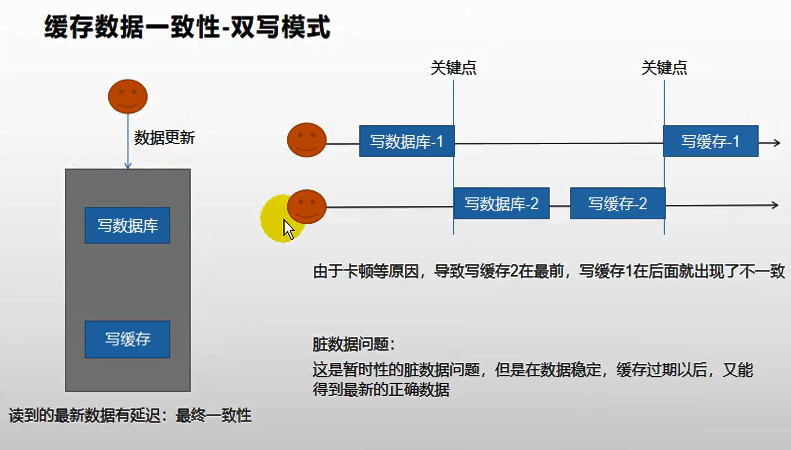 缓存数据一致性-双写模式
数据更新
写数据库
写缓存
读到的最新数据有延迟：最终一致性
关键点
关键点
写数据库-1
写缓存-1
写数据库-2
写缓存-2
由于卡顿等原因，导致写缓存2在最前，写缓存1在后面就出现了不一致
脏数据问题：
这是暂时性的脏数据问题，但是在数据稳定，缓存过期以后，又能
得到最新的正确数据